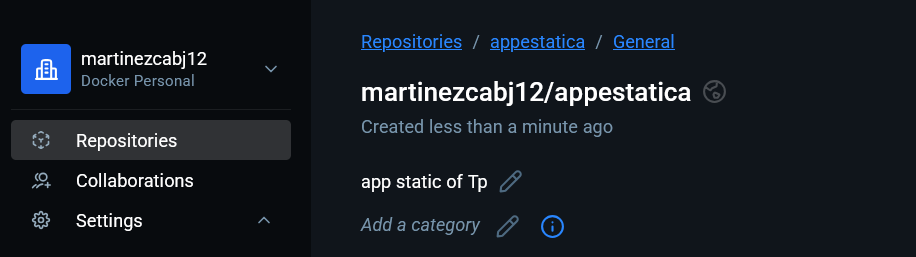 martinezcabj12
Docker Personal
Repositories
Collaborations
Settings
Repositories / appestatica / General
martinezcabj12/appestatica
Created less than a minute ago
app static of Tp
Add a category